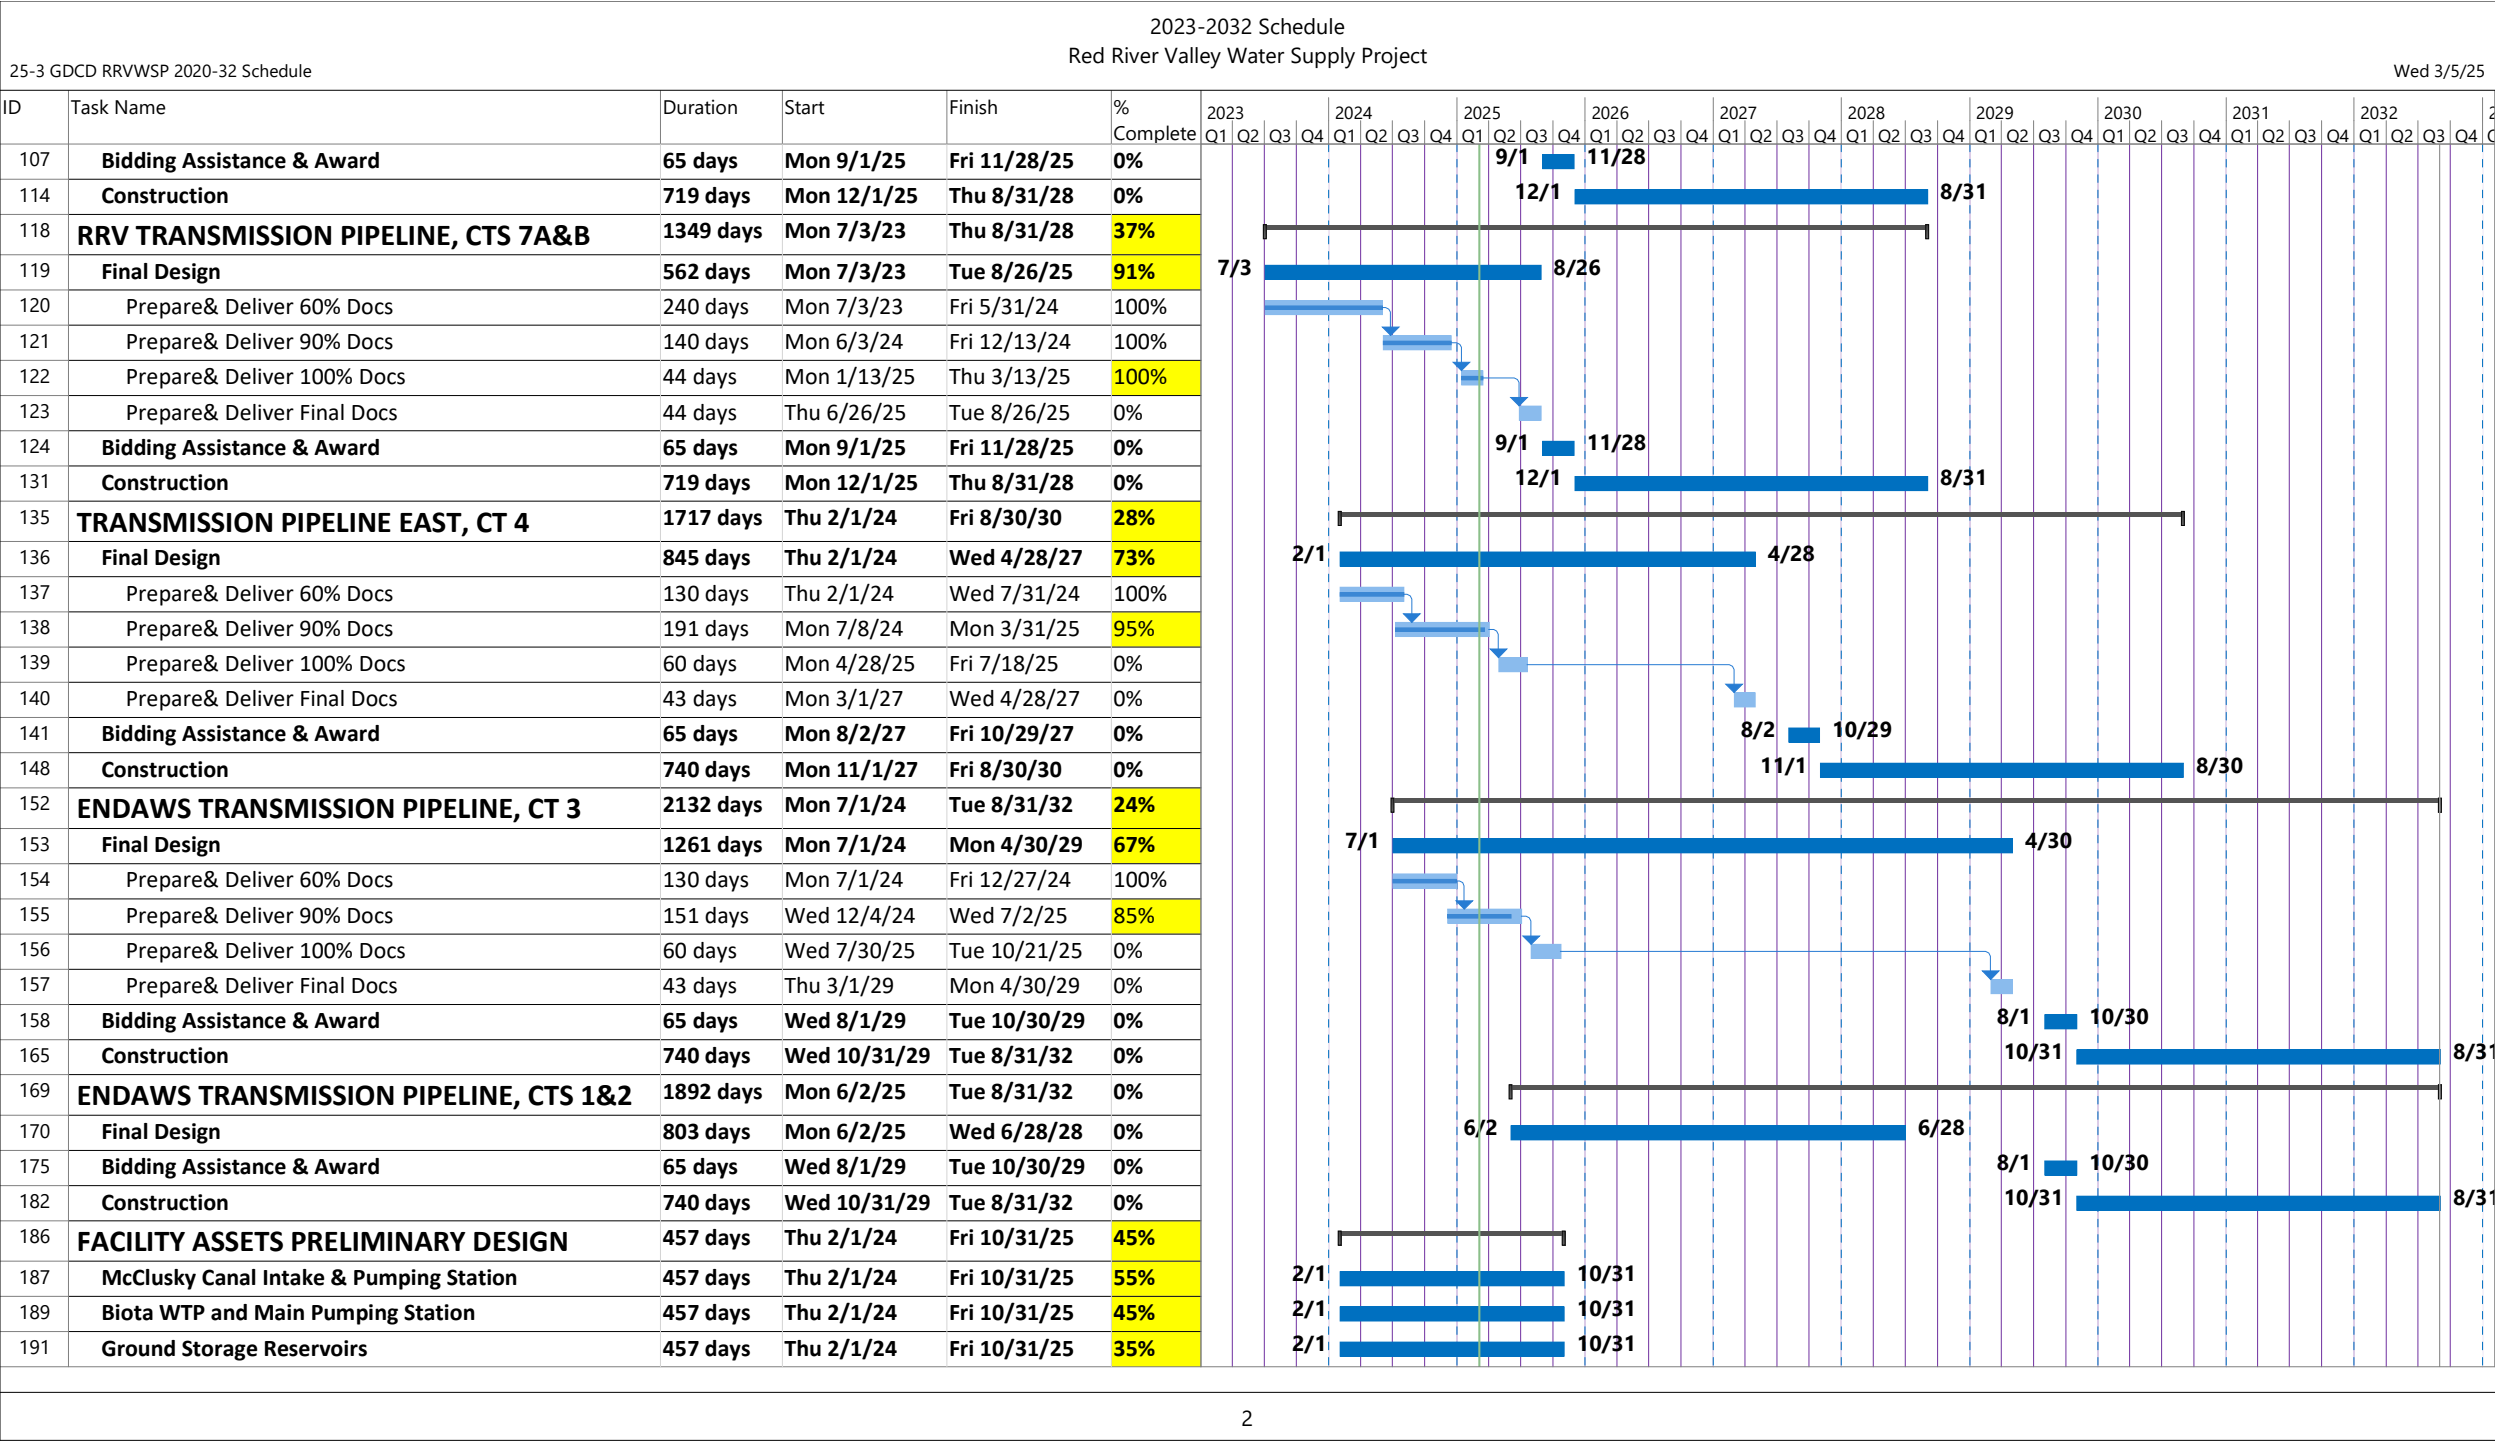 2023-2032 Schedule
Red River Valley Water Supply Project
25-3 GDCD RRVWSP 2020-32 Schedule
Wed 3/5/25
ID Task Name Duration Start Finish % Complete 2023 2024 2025 2026 2027 2028 2029 2030 2031 2032 2
Q1 Q2 Q3 Q4 Q1 Q2 Q3 Q4 Q1 Q2 Q3 Q4 Q1 Q2 Q3 Q4 Q1 Q2 Q3 Q4 Q1 Q2 Q3 Q4 Q1 Q2 Q3 Q4 Q1 Q2 Q3 Q4 Q1 Q2 Q3 Q4 Q1 Q2 Q3 Q4
107 Bidding Assistance & Award 65 days Mon 9/1/25 Fri 11/28/25 0% 9/1 11/28
114 Construction 719 days Mon 12/1/25 Thu 8/31/28 0% 12/1 8/31
118 RRV TRANSMISSION PIPELINE, CTS 7A&B 1349 days Mon 7/3/23 Thu 8/31/28 37%
119 Final Design 562 days Mon 7/3/23 Tue 8/26/25 91% 7/3 8/26
120 Prepare& Deliver 60% Docs 240 days Mon 7/3/23 Fri 5/31/24 100%
121 Prepare& Deliver 90% Docs 140 days Mon 6/3/24 Fri 12/13/24 100%
122 Prepare& Deliver 100% Docs 44 days Mon 1/13/25 Thu 3/13/25 100%
123 Prepare& Deliver Final Docs 44 days Thu 6/26/25 Tue 8/26/25 0%
124 Bidding Assistance & Award 65 days Mon 9/1/25 Fri 11/28/25 0% 9/1 11/28
131 Construction 719 days Mon 12/1/25 Thu 8/31/28 0% 12/1 8/31
135 TRANSMISSION PIPELINE EAST, CT 4 1717 days Thu 2/1/24 Fri 8/30/30 28%
136 Final Design 845 days Thu 2/1/24 Wed 4/28/27 73% 2/1 4/28
137 Prepare& Deliver 60% Docs 130 days Thu 2/1/24 Wed 7/31/24 100%
138 Prepare& Deliver 90% Docs 191 days Mon 7/8/24 Mon 3/31/25 95%
139 Prepare& Deliver 100% Docs 60 days Mon 4/28/25 Fri 7/18/25 0%
140 Prepare& Deliver Final Docs 43 days Mon 3/1/27 Wed 4/28/27 0%
141 Bidding Assistance & Award 65 days Mon 8/2/27 Fri 10/29/27 0% 8/2 10/29
148 Construction 740 days Mon 11/1/27 Fri 8/30/30 0% 11/1 8/30
152 ENDAWS TRANSMISSION PIPELINE, CT 3 2132 days Mon 7/1/24 Tue 8/31/32 24%
153 Final Design 1261 days Mon 7/1/24 Mon 4/30/29 67% 7/1 4/30
154 Prepare& Deliver 60% Docs 130 days Mon 7/1/24 Fri 12/27/24 100%
155 Prepare& Deliver 90% Docs 151 days Wed 12/4/24 Wed 7/2/25 85%
156 Prepare& Deliver 100% Docs 60 days Wed 7/30/25 Tue 10/21/25 0%
157 Prepare& Deliver Final Docs 43 days Thu 3/1/29 Mon 4/30/29 0%
158 Bidding Assistance & Award 65 days Wed 8/1/29 Tue 10/30/29 0% 8/1 10/30
165 Construction 740 days Wed 10/31/29 Tue 8/31/32 0% 10/31 8/31
169 ENDAWS TRANSMISSION PIPELINE, CTS 1&2 1892 days Mon 6/2/25 Tue 8/31/32 0%
170 Final Design 803 days Mon 6/2/25 Wed 6/28/28 0% 6/2 6/28
175 Bidding Assistance & Award 65 days Wed 8/1/29 Tue 10/30/29 0% 8/1 10/30
182 Construction 740 days Wed 10/31/29 Tue 8/31/32 0% 10/31 8/31
186 FACILITY ASSETS PRELIMINARY DESIGN 457 days Thu 2/1/24 Fri 10/31/25 45%
187 McClusky Canal Intake & Pumping Station 457 days Thu 2/1/24 Fri 10/31/25 55% 2/1 10/31
189 Biota WTP and Main Pumping Station 457 days Thu 2/1/24 Fri 10/31/25 45% 2/1 10/31
191 Ground Storage Reservoirs 457 days Thu 2/1/24 Fri 10/31/25 35% 2/1 10/31
2